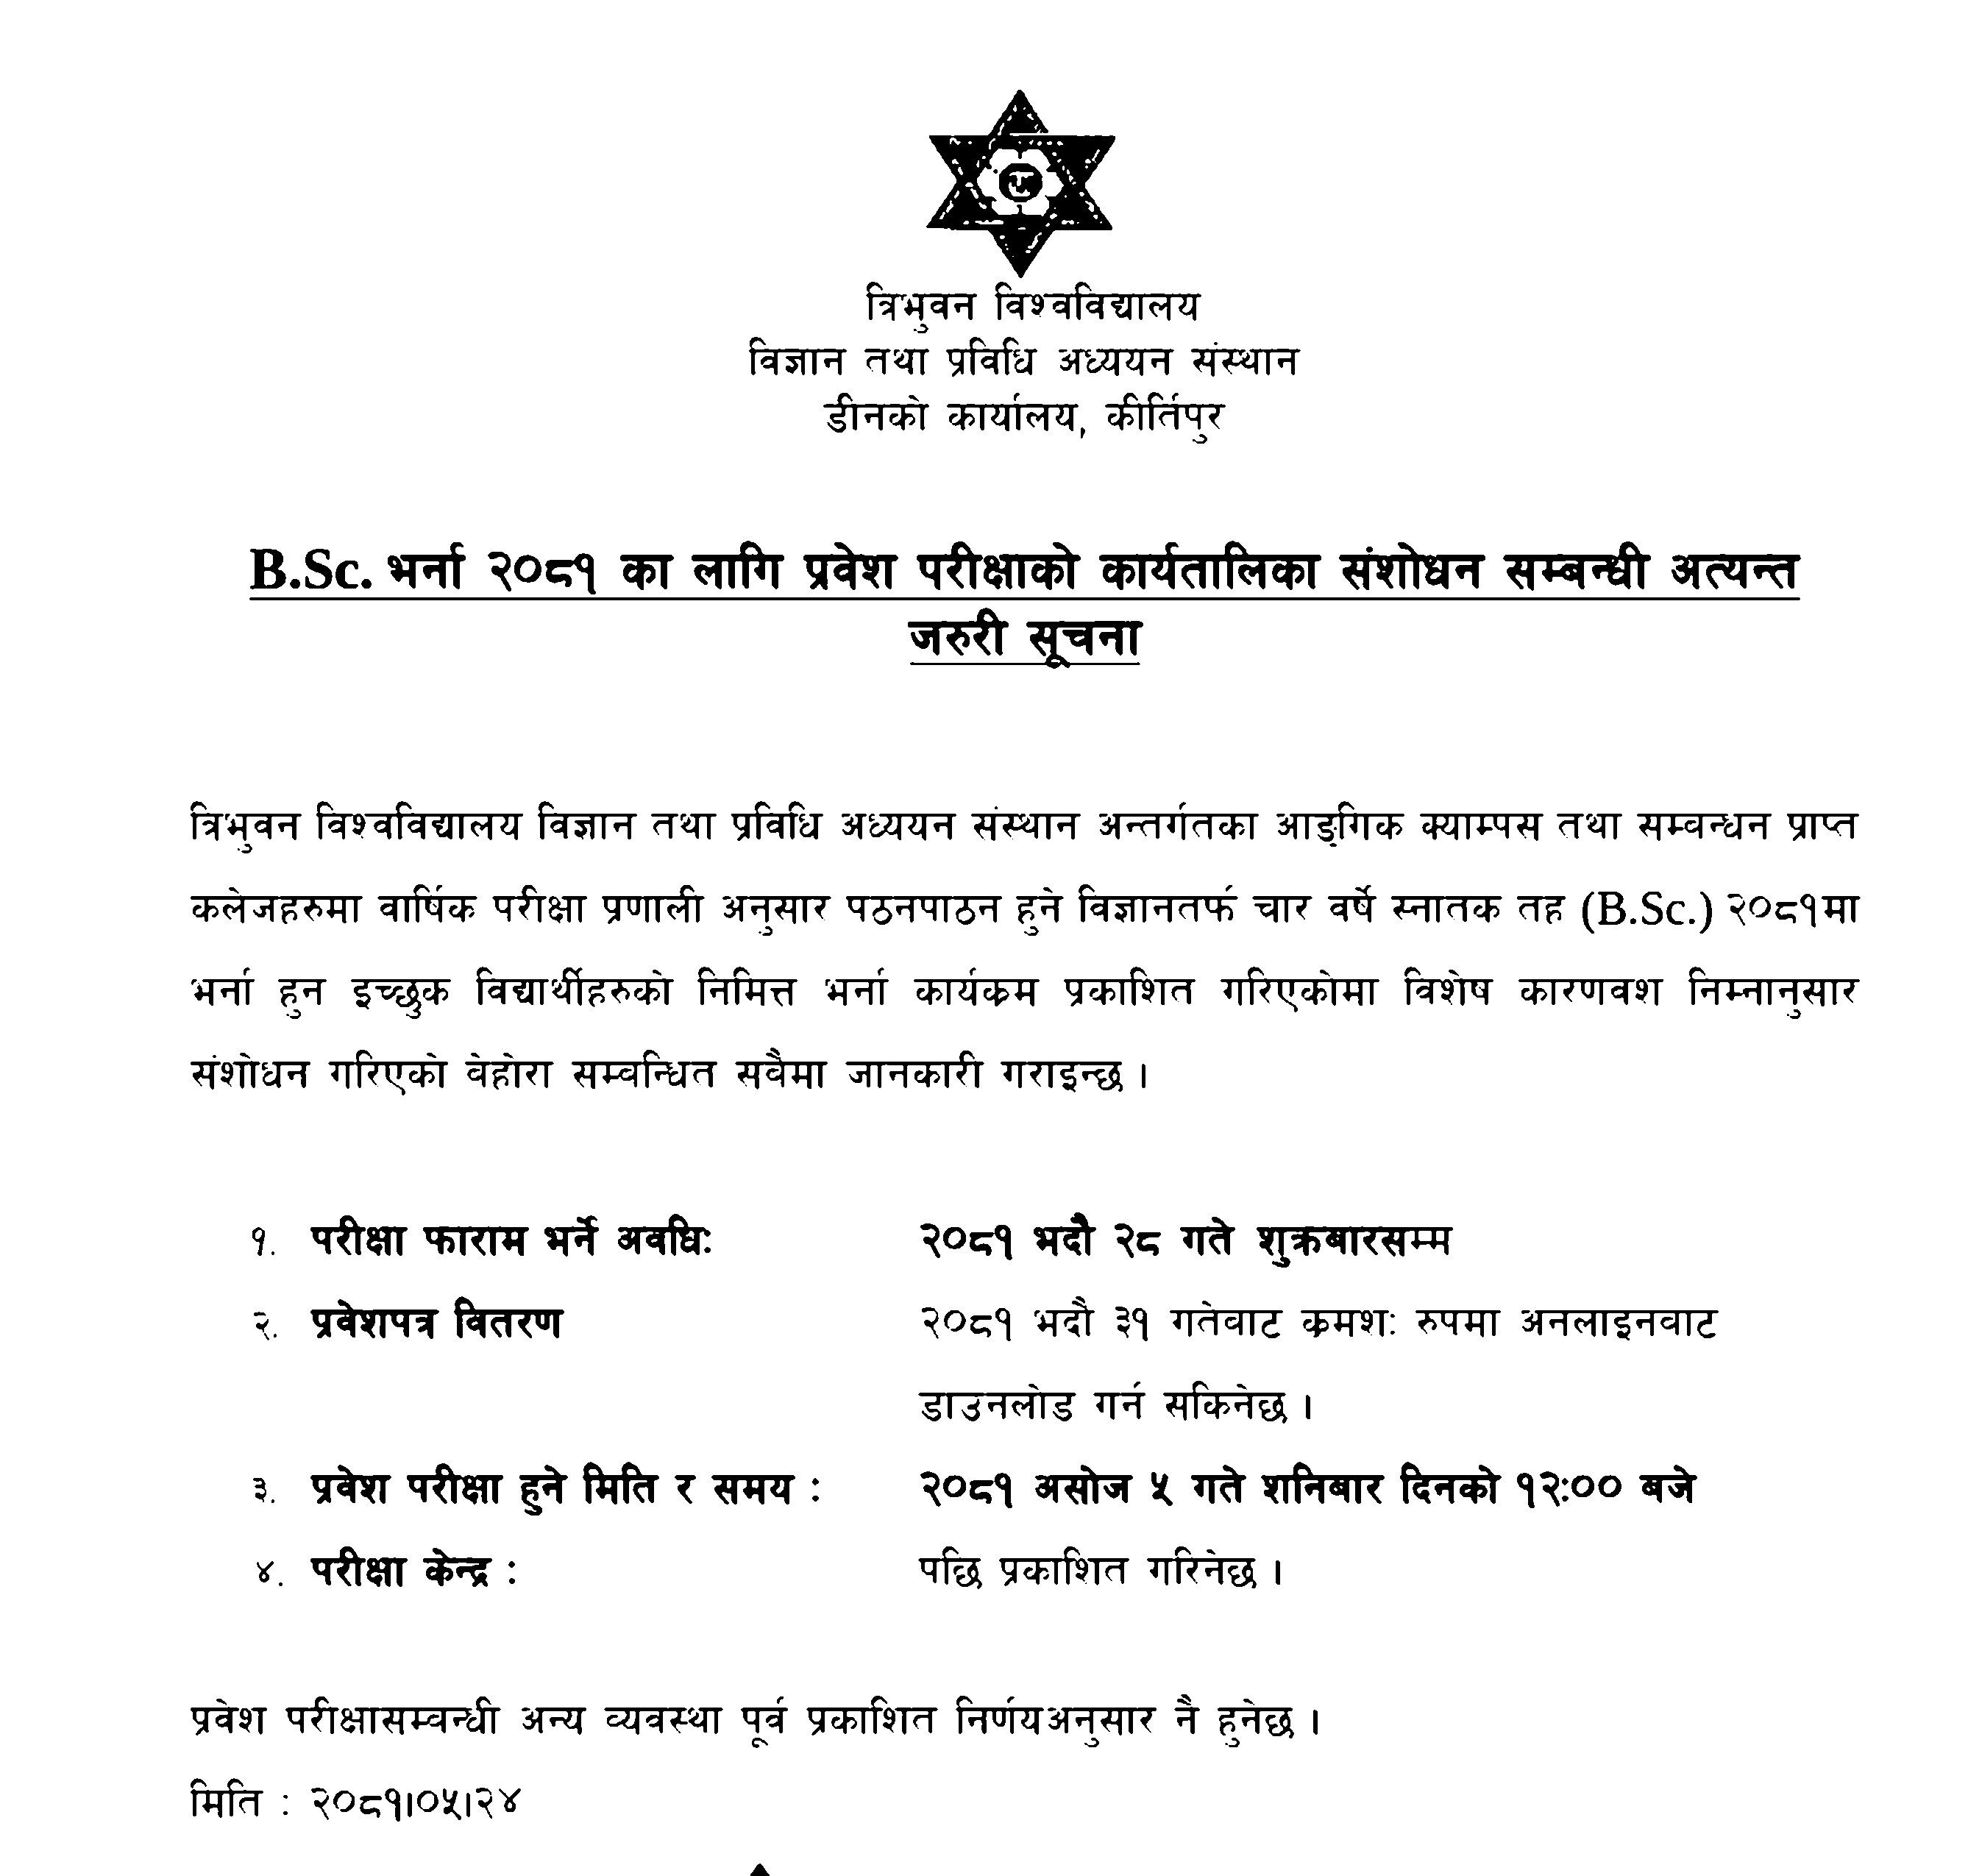 त्रिभुवन विश्वविद्यालय
विज्ञान तथा प्रविधि अध्ययन संस्थान
डीनको कार्यालय, कीर्तिपुर
B.Sc. भर्ना २०८१ का लागि प्रवेश परीक्षाको कार्यतालिका संशोधन सम्बन्धी अत्यन्त
जरुरी सूचना
त्रिभुवन विश्वविद्यालय विज्ञान तथा प्रविधि अध्ययन संस्थान अन्तर्गतका आङ्गिक क्याम्पस तथा सम्वन्धन प्राप्त
कलेजहरुमा वार्षिक परीक्षा प्रणाली अनुसार पठनपाठन हुने विज्ञानतर्फ चार वर्षे स्नातक तह (B.Sc.) २०८१मा
भर्ना हुन इच्छुक विद्यार्थीहरुको निमित्त भर्ना कार्यक्रम प्रकाशित गरिएकोमा विशेष कारणवश निम्नानुसार
संशोधन गरिएको वेहोरा सम्वन्धित सवैमा जानकारी गराइन्छ ।
१. परीक्षा फाराम भर्ने अवधिः २०८१ भदौ २८ गते शुक्रबारसम्म
२. प्रवेशपत्र वितरण २०८१ भदौ ३१ गतेवाट क्रमशः रुपमा अनलाइनवाट
डाउनलोड गर्न सकिनेछ ।
३. प्रवेश परीक्षा हुने मिति र समय : २०८१ असोज ५ गते शनिबार दिनको १२:०० बजे
४. परीक्षा केन्द्र : पछि प्रकाशित गरिनेछ ।
प्रवेश परीक्षासम्वन्धी अन्य व्यवस्था पूर्व प्रकाशित निर्णयअनुसार नै हुनेछ ।
मिति : २०८१।०५।२४